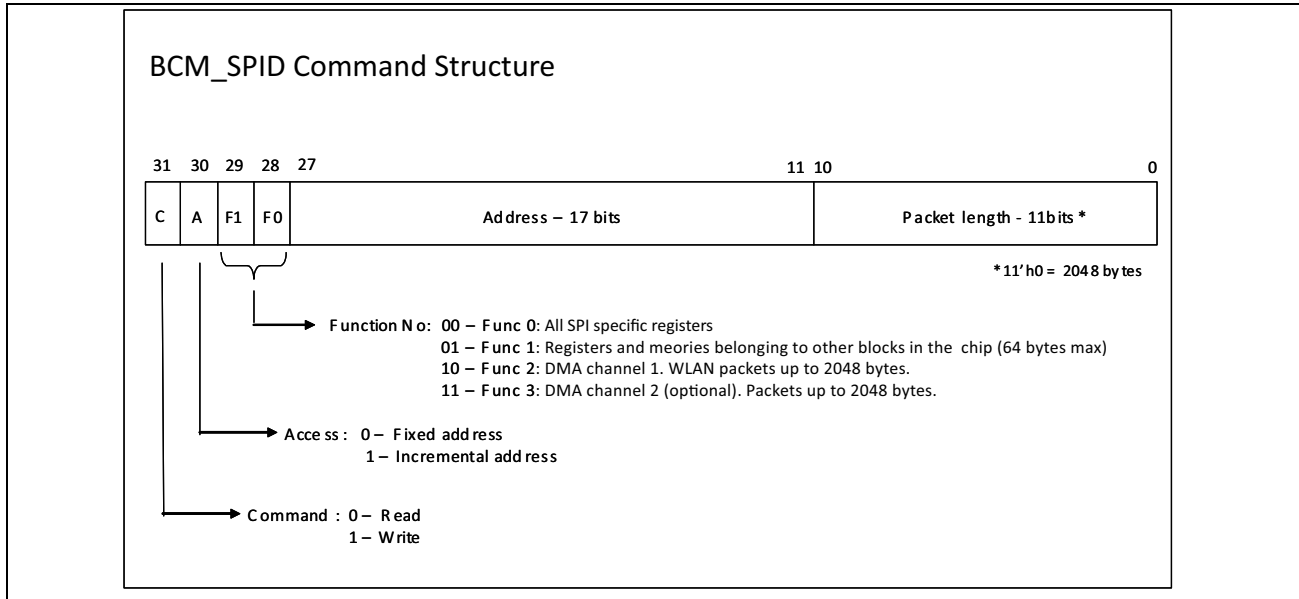 BCM_SPID Command Structure
31 30 29 28 27 11 10 0
C A F1 F0 Address – 17 bits Packet length - 11bits *
*11'h0 = 2048 bytes
Function No: 00 – Func 0: All SPI specific registers
01 – Func 1: Registers and meories belonging to other blocks in the chip (64 bytes max)
10 – Func 2: DMA channel 1. WLAN packets up to 2048 bytes.
11 – Func 3: DMA channel 2 (optional). Packets up to 2048 bytes.
Access : 0 – Fixed address
1 – Incremental address
Command : 0 – Read
1 – Write